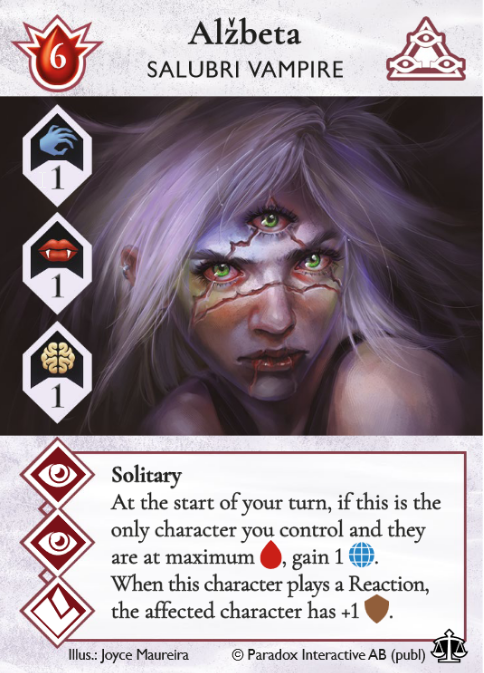 6
Alžbeta
SALUBRI VAMPIRE
1
1
1
Solitary
At the start of your turn, if this is the
only character you control and they
are at maximum , gain 1 .
When this character plays a Reaction,
the affected character has +1 .
Illus.: Joyce Maureira © Paradox Interactive AB (publ)